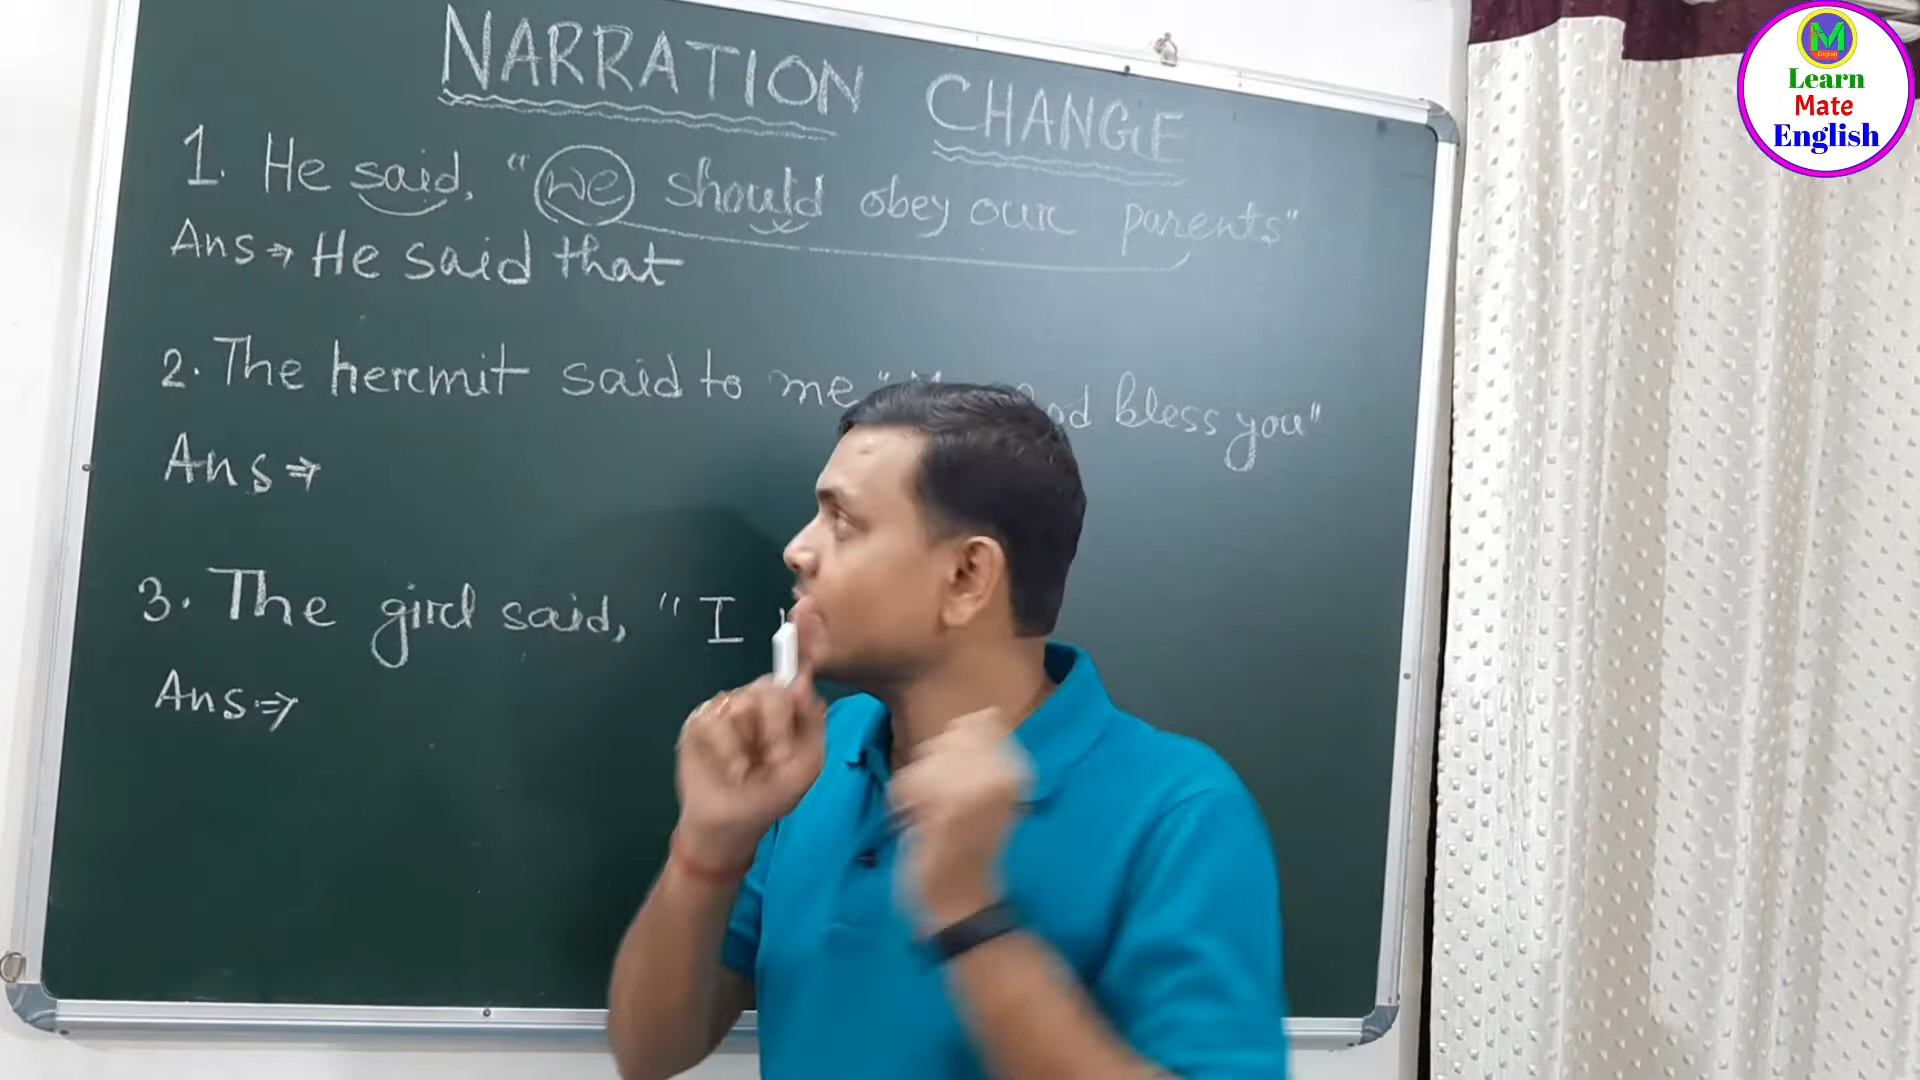 NARRATION CHANGE
1. He said, "we should obey our parents"
Ans ⇒ He said that
2. The hermit said to me " bless you"
Ans ⇒
3. The girl said, "I
Ans ⇒
M
Learn
Mate
English